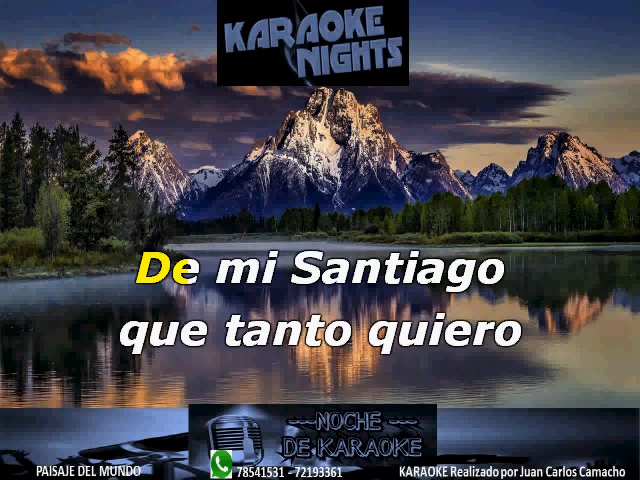 KARAOKE
NIGHTS
De mi Santiago
que tanto quiero
NOCHE
DE KARAOKE
PAISAJE DEL MUNDO
78541531 - 72193361
KARAOKE Realizado por Juan Carlos Camacho